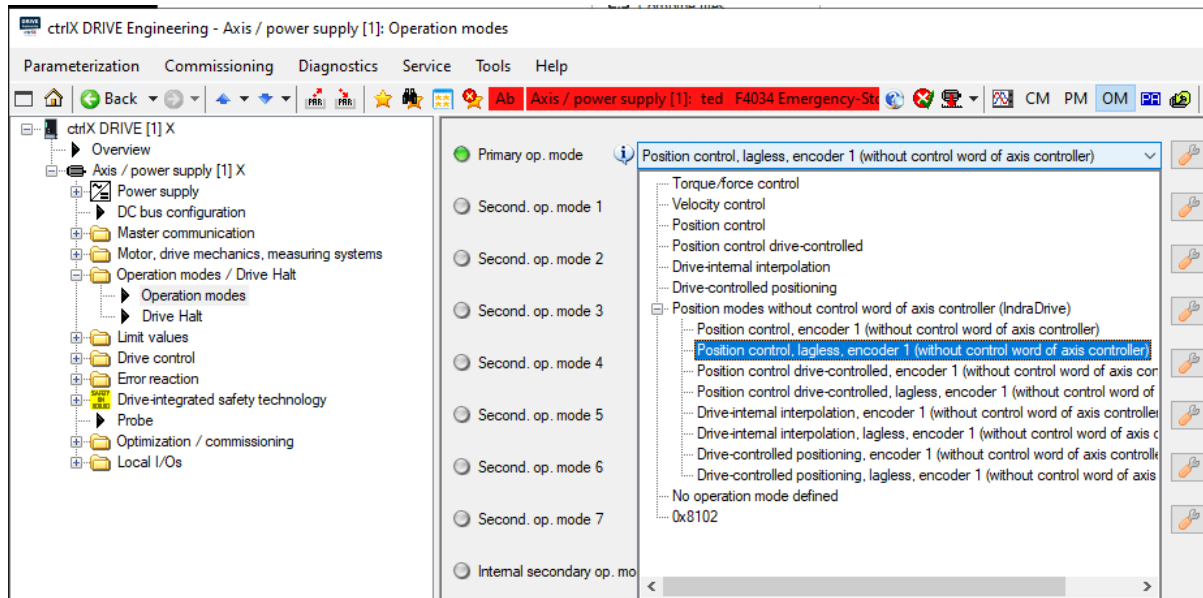 ctrlX DRIVE Engineering - Axis / power supply [1]: Operation modes
Parameterization Commissioning Diagnostics Service Tools Help
Back PAR PAR Ab Axis / power supply [1]: ted F4034 Emergency-Sto CM PM OM
ctrlX DRIVE [1] X
Overview
Axis / power supply [1] X
Power supply
DC bus configuration
Master communication
Motor, drive mechanics, measuring systems
Operation modes / Drive Halt
Operation modes
Drive Halt
Limit values
Drive control
Error reaction
Drive-integrated safety technology
Probe
Optimization / commissioning
Local I/Os
Primary op. mode Position control, lagless, encoder 1 (without control word of axis controller)
Second. op. mode 1
Second. op. mode 2
Second. op. mode 3
Second. op. mode 4
Second. op. mode 5
Second. op. mode 6
Second. op. mode 7
Internal secondary op. mo
Torque/force control
Velocity control
Position control
Position control drive-controlled
Drive-internal interpolation
Drive-controlled positioning
Position modes without control word of axis controller (IndraDrive)
Position control, encoder 1 (without control word of axis controller)
Position control, lagless, encoder 1 (without control word of axis controller)
Position control drive-controlled, encoder 1 (without control word of axis con
Position control drive-controlled, lagless, encoder 1 (without control word of
Drive-internal interpolation, encoder 1 (without control word of axis controller
Drive-internal interpolation, lagless, encoder 1 (without control word of axis c
Drive-controlled positioning, encoder 1 (without control word of axis controlle
Drive-controlled positioning, lagless, encoder 1 (without control word of axis
No operation mode defined
0x8102